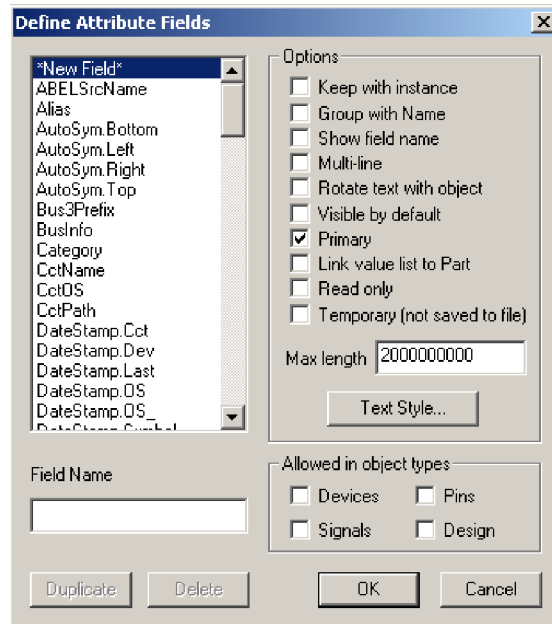 Define Attribute Fields
*New Field*
ABELSrcName
Alias
AutoSym.Bottom
AutoSym.Left
AutoSym.Right
AutoSym.Top
Bus3Prefix
BusInfo
Category
CctName
CctOS
CctPath
DateStamp.Cct
DateStamp.Dev
DateStamp.Last
DateStamp.OS
DateStamp.OS_
DateStamp.Symbol
Field Name
Duplicate
Delete
Options
Keep with instance
Group with Name
Show field name
Multi-line
Rotate text with object
Visible by default
Primary
Link value list to Part
Read only
Temporary (not saved to file)
Max length 2000000000
Text Style...
Allowed in object types
Devices Pins
Signals Design
OK Cancel